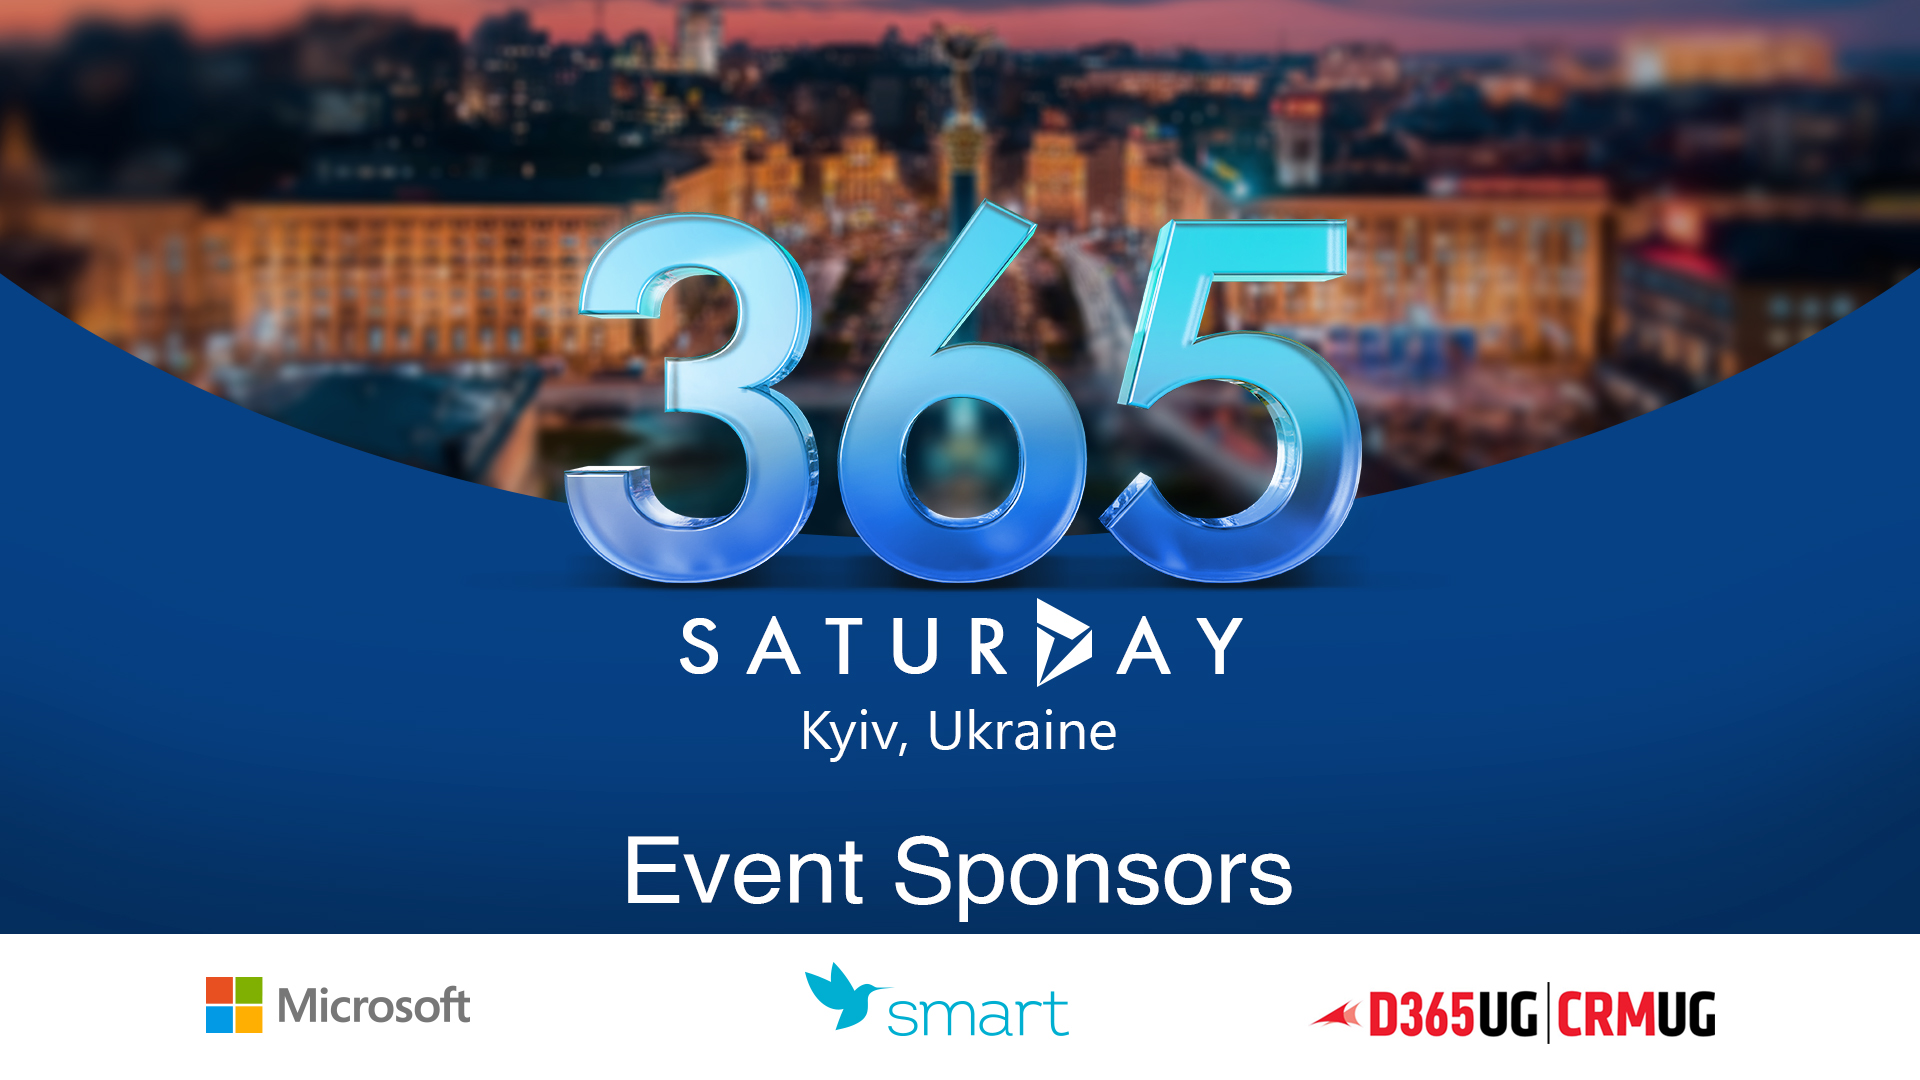 365
SATURDAY
Kyiv, Ukraine
Event Sponsors
Microsoft
smart
D365UG|CRMUG